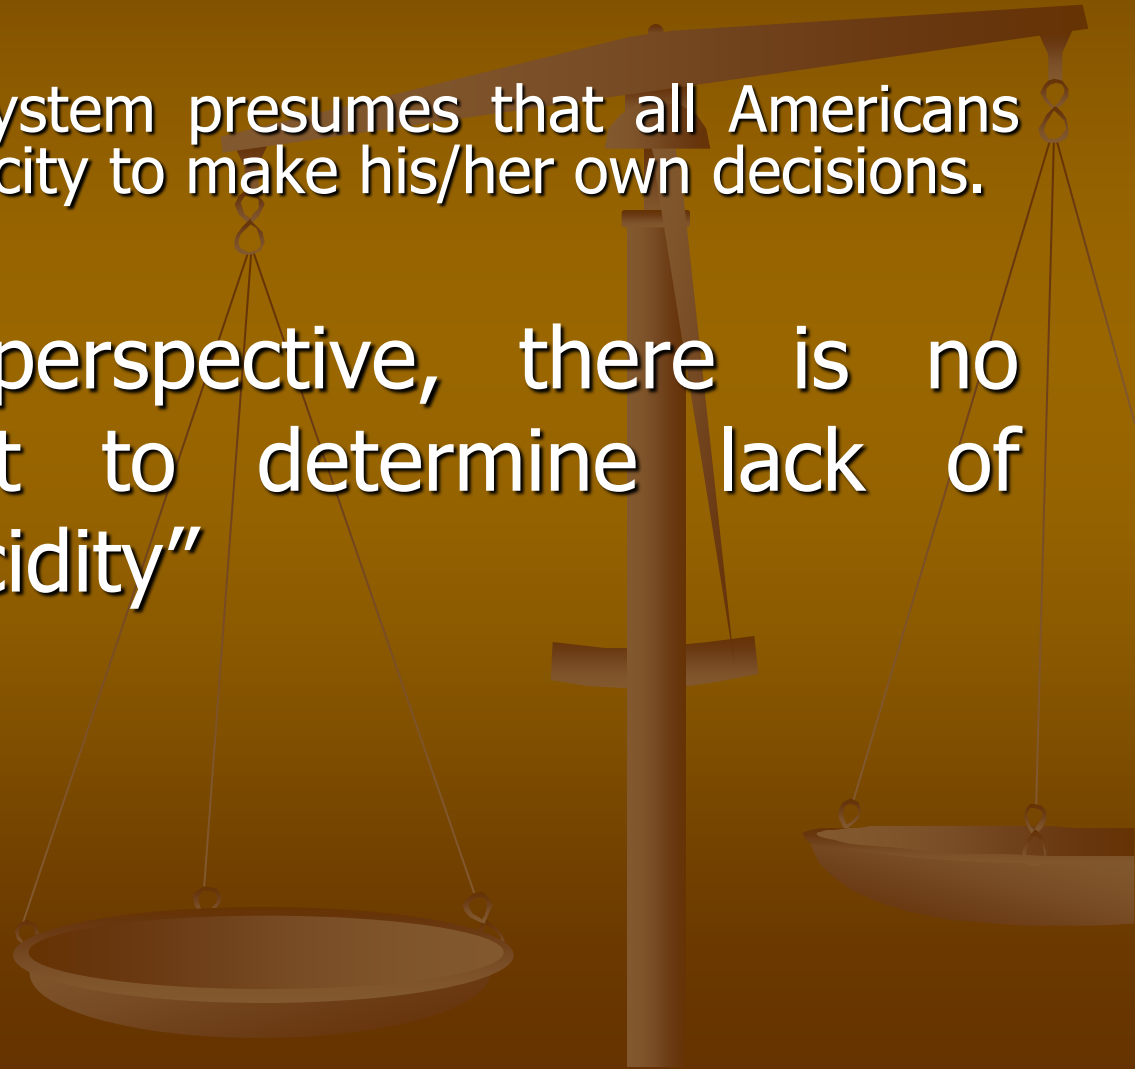 ystem presumes that all Americans
city to make his/her own decisions.
perspective, there is no
t to determine lack of
cidity”